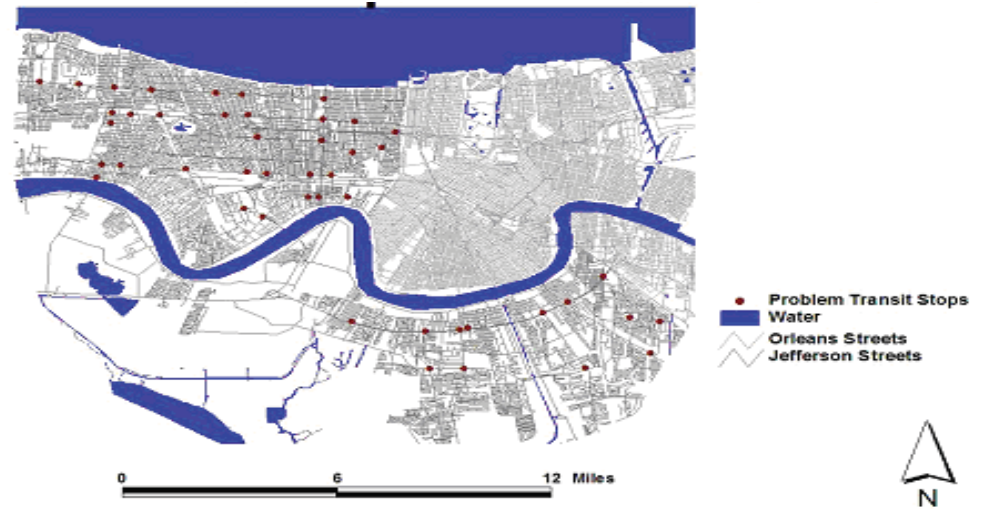 Problem Transit Stops
Water
Orleans Streets
Jefferson Streets
0 6 12 Miles
N